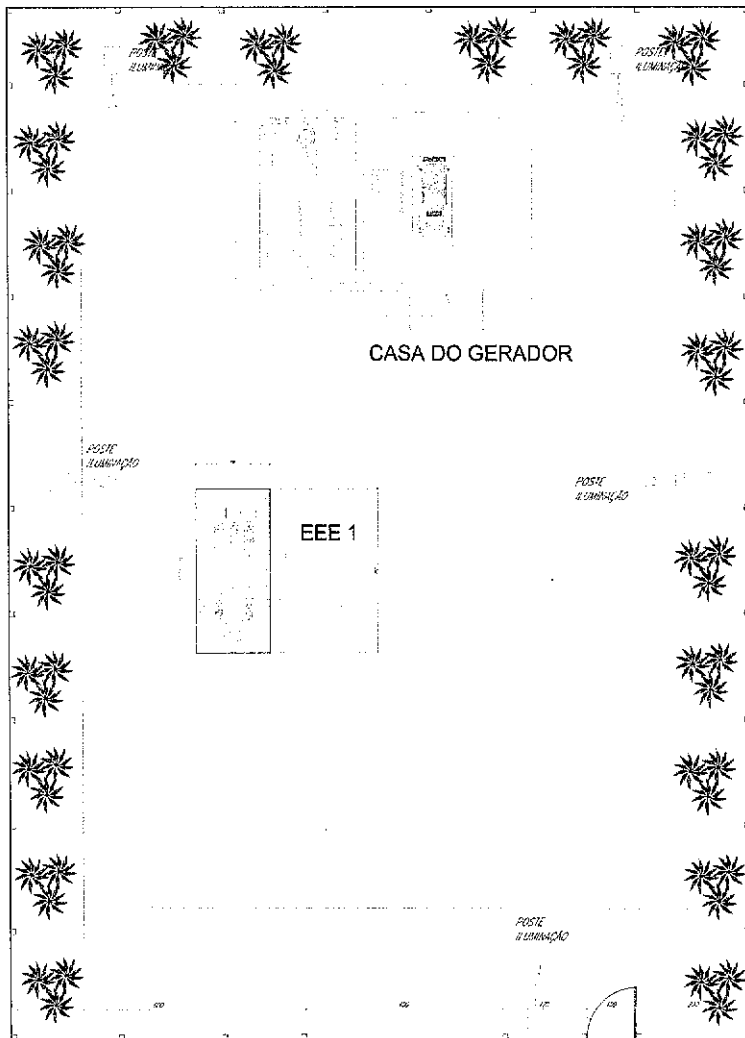 POSTE
ILUMINAÇÃO
POSTE
ILUMINAÇÃO
CASA DO GERADOR
POSTE
ILUMINAÇÃO
POSTE
ILUMINAÇÃO
EEE 1
POSTE
ILUMINAÇÃO